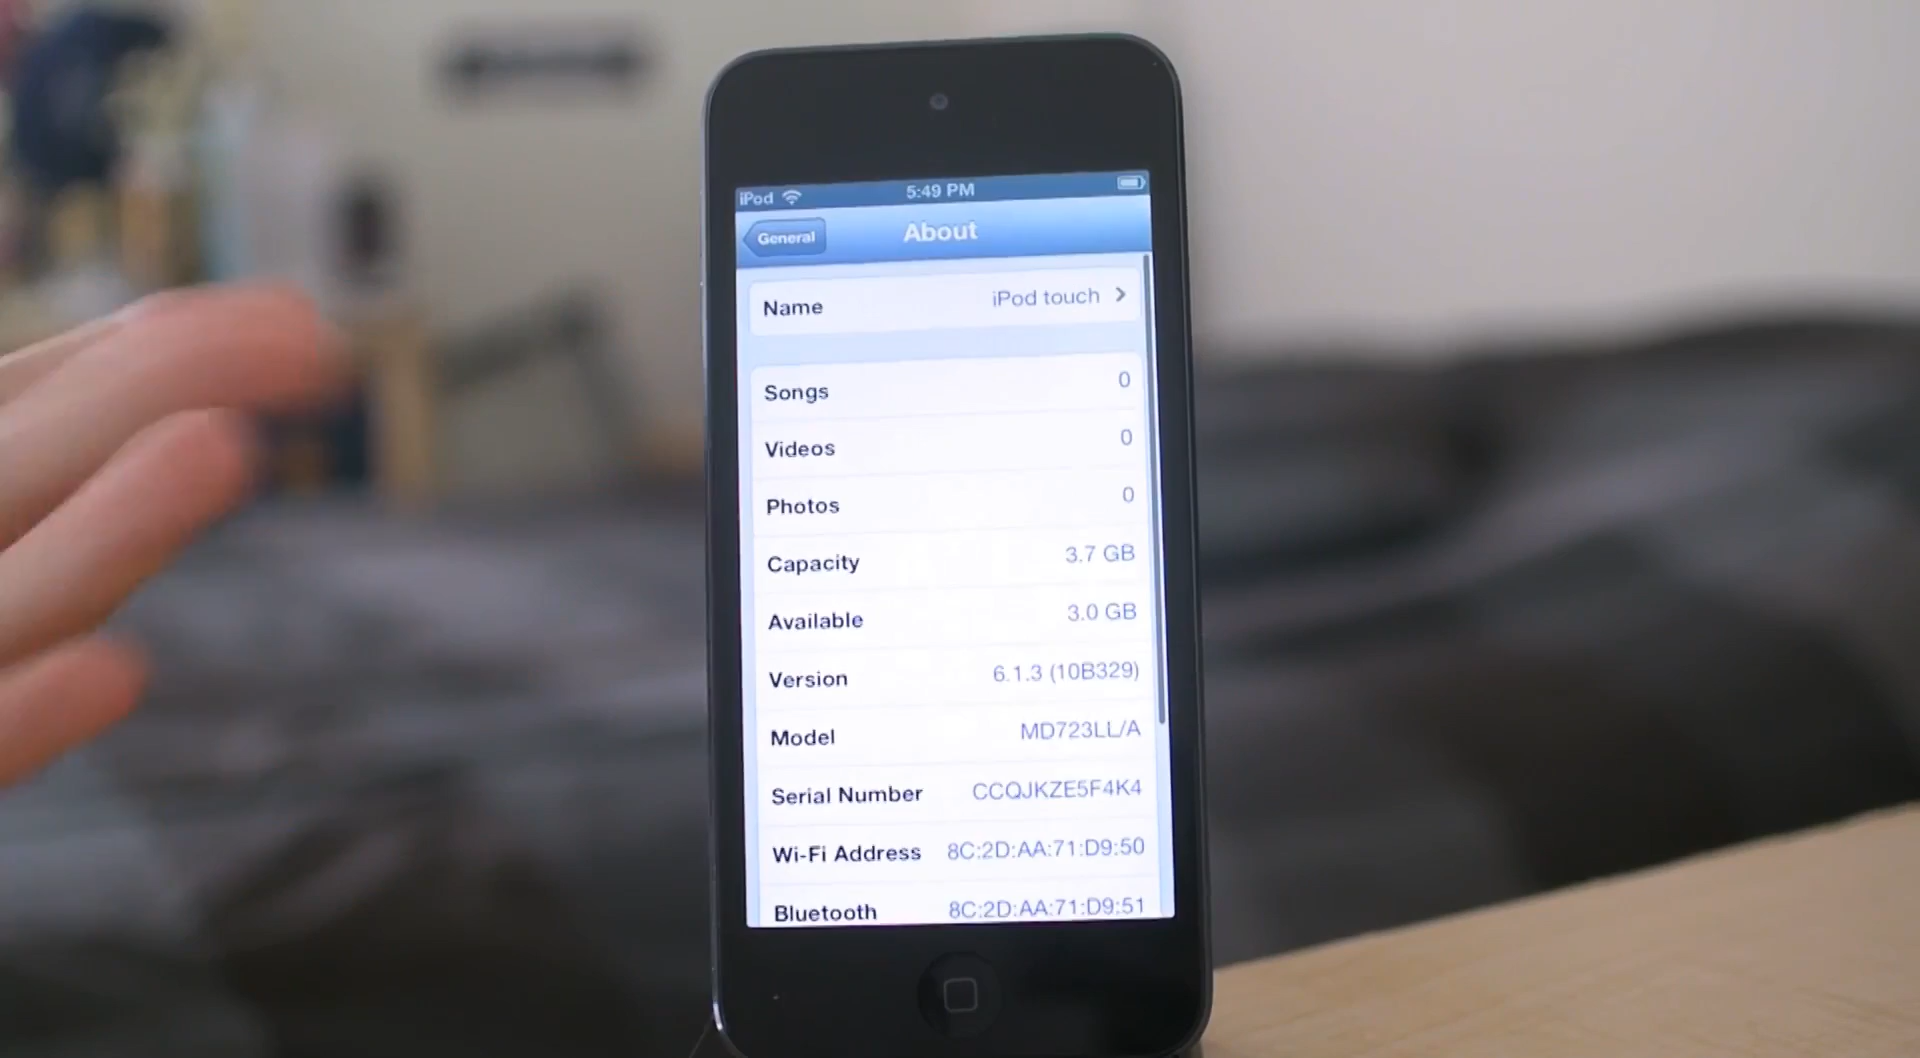 iPod 5:49 PM
General About
Name iPod touch
Songs 0
Videos 0
Photos 0
Capacity 3.7 GB
Available 3.0 GB
Version 6.1.3 (10B329)
Model MD723LL/A
Serial Number CCQJKZE5F4K4
Wi-Fi Address 8C:2D:AA:71:D9:50
Bluetooth 8C:2D:AA:71:D9:51